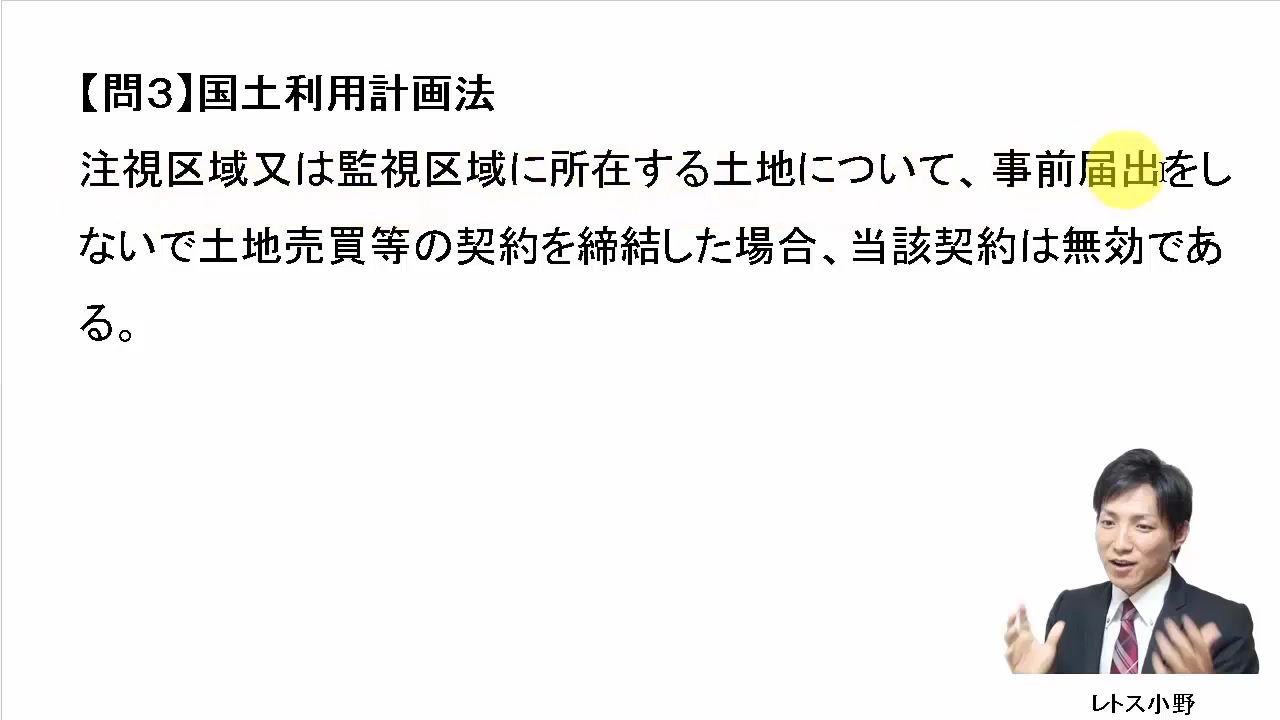 【問３】国土利用計画法
注視区域又は監視区域に所在する土地について、事前届出をし
ないで土地売買等の契約を締結した場合、当該契約は無効であ
る。
レトス小野